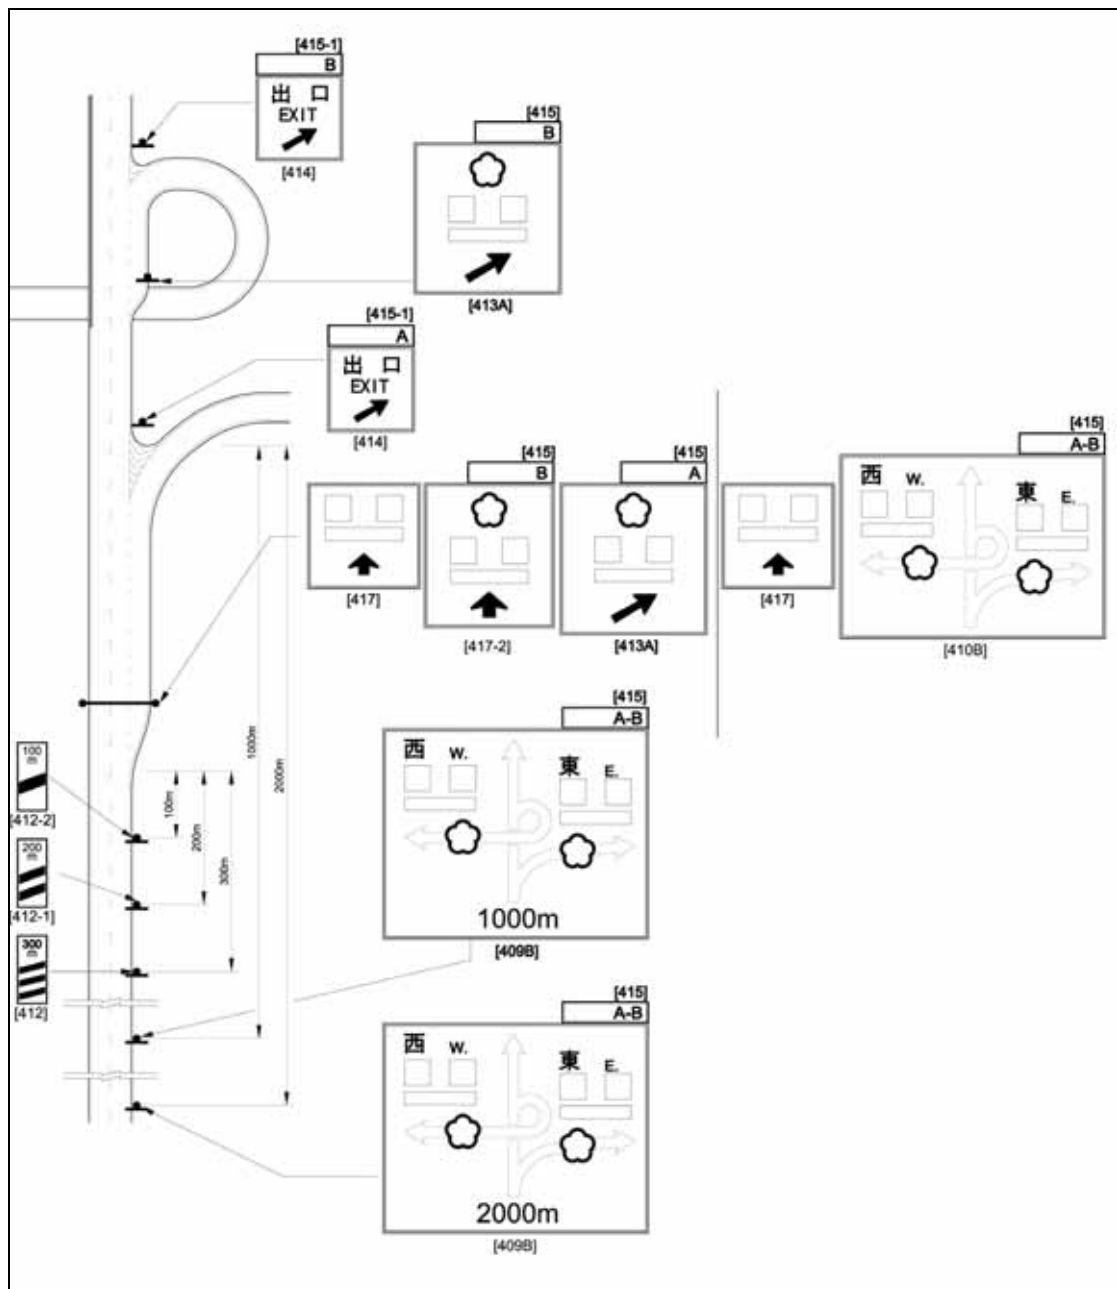 [415-1]
B
出 口
EXIT
[414]
[415]
B
[413A]
[415-1]
A
出 口
EXIT
[414]
[415]
B
[415]
A
[415]
A-B
西 W.
東 E.
[417]
[417-2]
[413A]
[417]
[410B]
[415]
A-B
西 W.
東 E.
1000m
[409B]
100
m
[412-2]
200
m
[412-1]
300
m
[412]
100m
200m
300m
1000m
2000m
[415]
A-B
西 W.
東 E.
2000m
[409B]